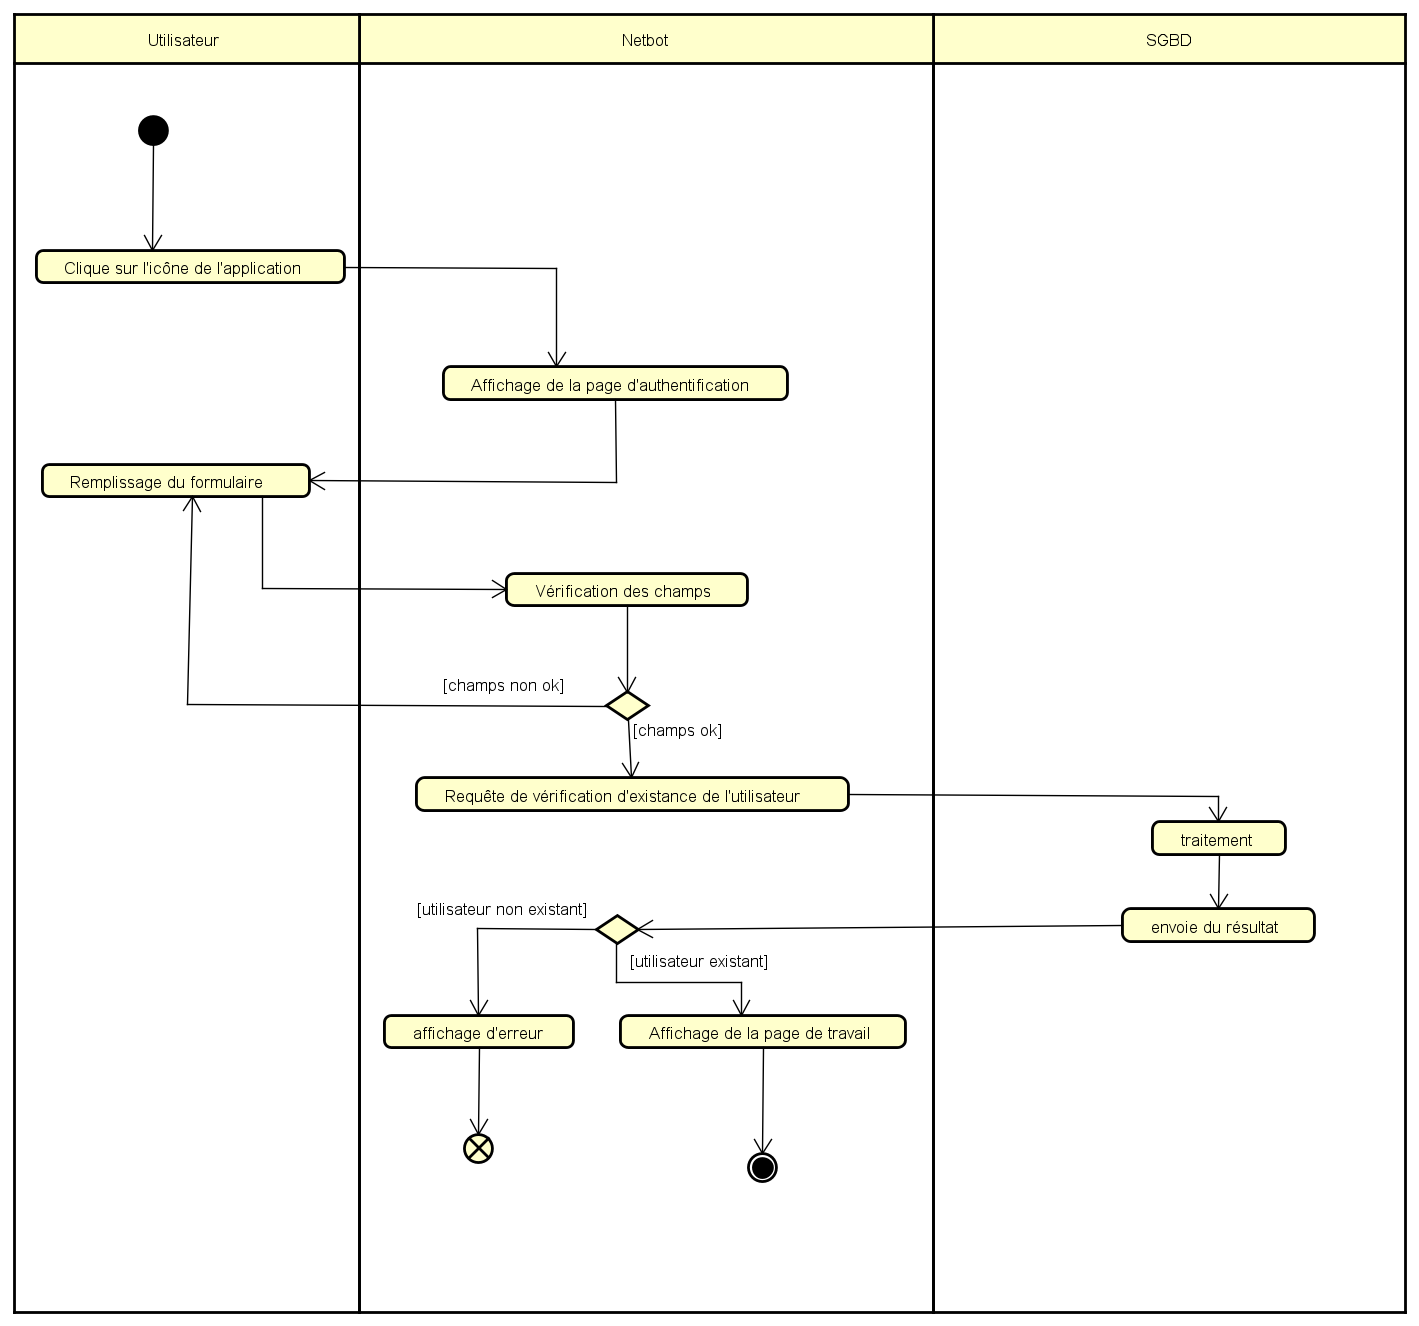 Utilisateur
Netbot
SGBD
Clique sur l'icône de l'application
Affichage de la page d'authentification
Remplissage du formulaire
Vérification des champs
[champs non ok]
[champs ok]
Requête de vérification d'existance de l'utilisateur
traitement
[utilisateur non existant]
envoie du résultat
[utilisateur existant]
affichage d'erreur
Affichage de la page de travail